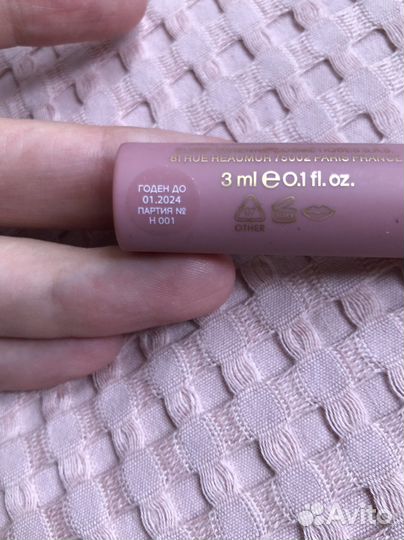 81 RUE REAUMUR 75002 PARIS FRANCE
3 ml ℮ 0.1 fl. oz.
ГОДЕН ДО
01.2024
ПАРТИЯ №
Н 001
07
OTHER
Avito